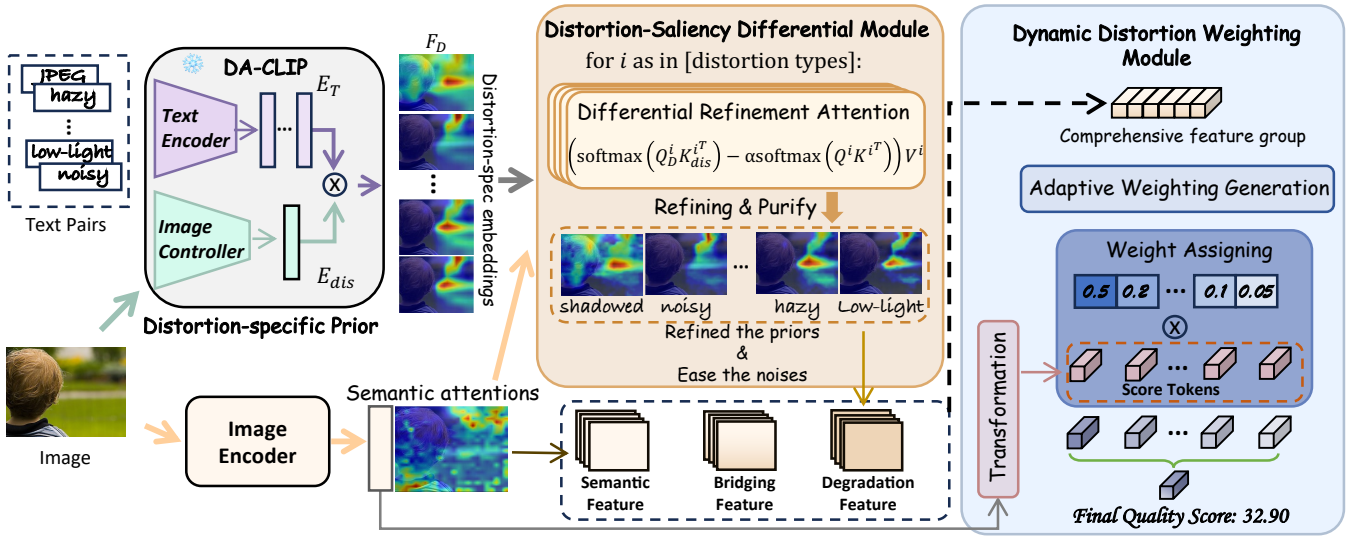 JPEG
hazy
⋮
low-light
noisy
Text Pairs
DA-CLIP
Text
Encoder
...
E_T
X
Image
Controller
E_dis
Distortion-specific Prior
F_D
⋮
Distortion-spec embeddings
Image
Image
Encoder
Semantic attentions
Distortion-Saliency Differential Module
for i as in [distortion types]:
Differential Refinement Attention
(softmax (Q_D^i K_dis^{i^T}) − αsoftmax (Q^i K^{i^T})) V^i
Refining & Purify
...
shadowed noisy hazy Low-light
Refined the priors
&
Ease the noises
Semantic
Feature
Bridging
Feature
Degradation
Feature
Dynamic Distortion Weighting
Module
Comprehensive feature group
Adaptive Weighting Generation
Weight Assigning
0.5 0.2 ... 0.1 0.05
X
...
Score Tokens
...
Transformation
Final Quality Score: 32.90